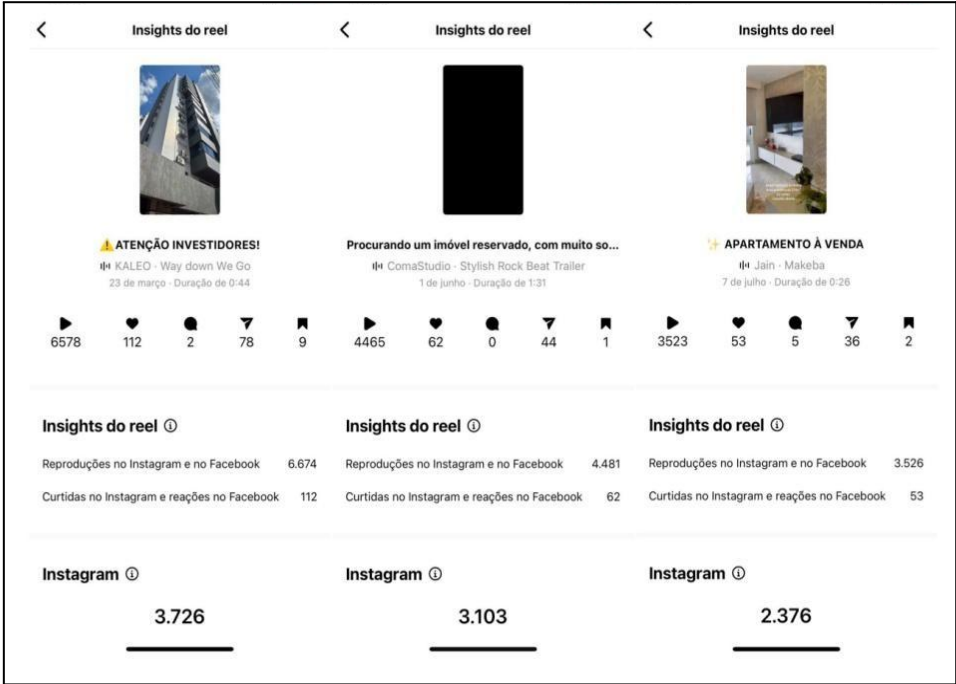 Insights do reel
⚠️ ATENÇÃO INVESTIDORES!
KALEO · Way down We Go
23 de março · Duração de 0:44
6578 112 2 78 9
Insights do reel
Reproduções no Instagram e no Facebook 6.674
Curtidas no Instagram e reações no Facebook 112
Instagram
3.726
Insights do reel
Procurando um imóvel reservado, com muito so...
ComaStudio · Stylish Rock Beat Trailer
1 de junho · Duração de 1:31
4465 62 0 44 1
Insights do reel
Reproduções no Instagram e no Facebook 4.481
Curtidas no Instagram e reações no Facebook 62
Instagram
3.103
Insights do reel
✨ APARTAMENTO À VENDA
Jain · Makeba
7 de julho · Duração de 0:26
3523 53 5 36 2
Insights do reel
Reproduções no Instagram e no Facebook 3.526
Curtidas no Instagram e reações no Facebook 53
Instagram
2.376